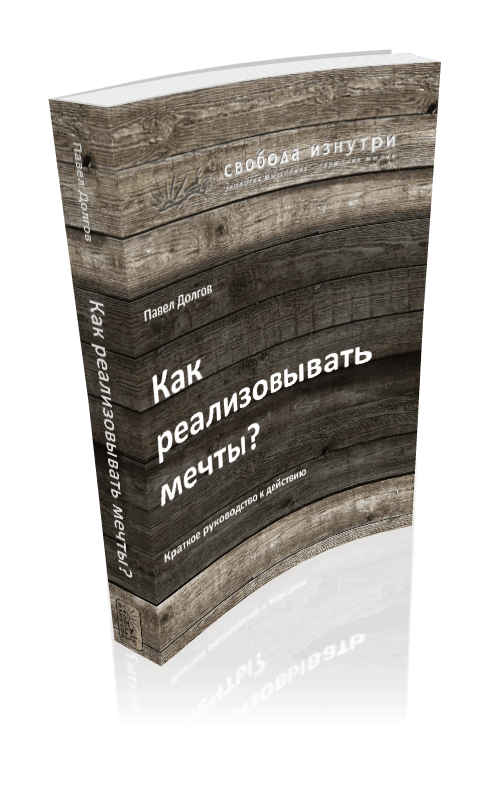 свобода изнутри
Павел Долгов
Как
реализовывать
мечты?
Краткое руководство к действию
Павел Долгов
Как реализовывать мечты?